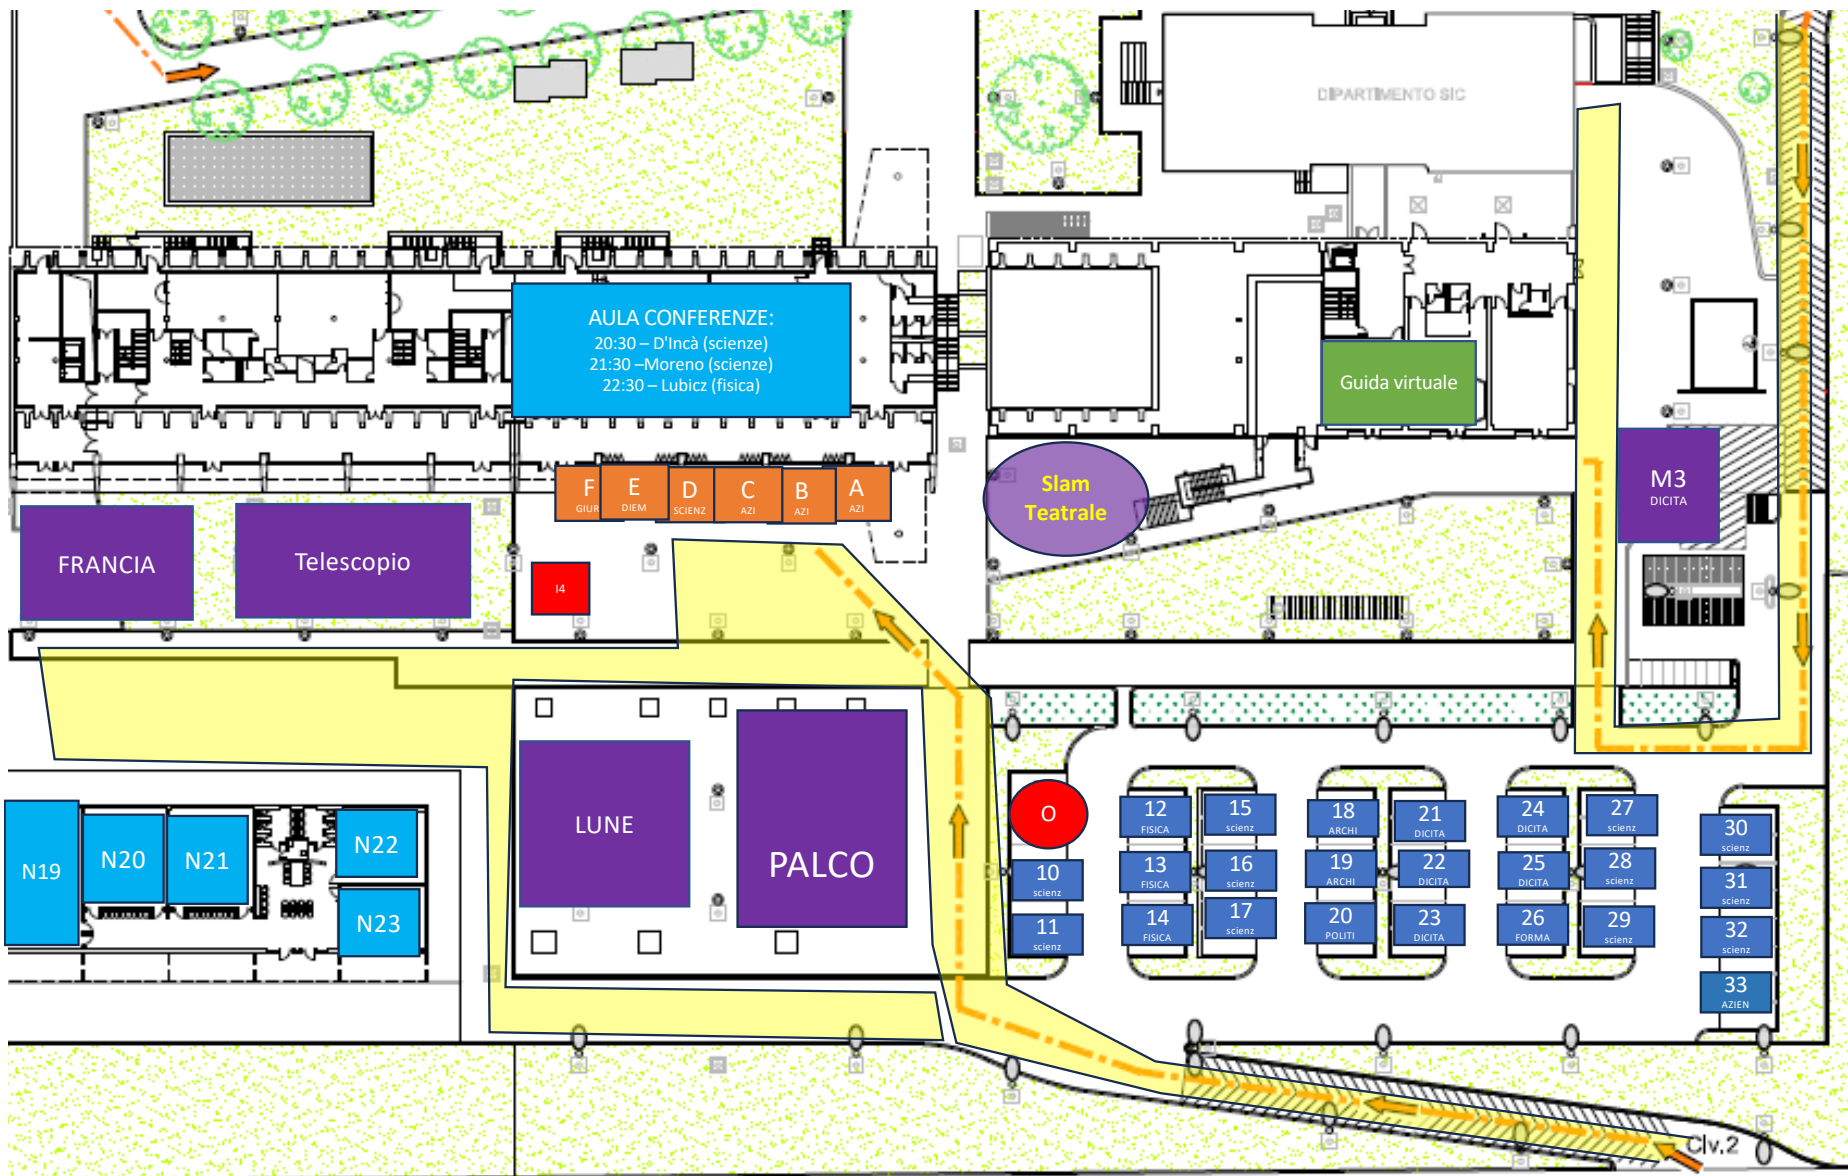 DIPARTIMENTO SIC
AULA CONFERENZE:
20:30 – D'Incà (scienze)
21:30 –Moreno (scienze)
22:30 – Lubicz (fisica)
Guida virtuale
F
GIUR
E
DIEM
D
SCIENZ
C
AZI
B
AZI
A
AZI
Slam
Teatrale
M3
DICITA
FRANCIA
Telescopio
I4
LUNE
PALCO
O
N19
N20
N21
N22
N23
10
scienz
11
scienz
12
FISICA
13
FISICA
14
FISICA
15
scienz
16
scienz
17
scienz
18
ARCHI
19
ARCHI
20
POLITI
21
DICITA
22
DICITA
23
DICITA
24
DICITA
25
DICITA
26
FORMA
27
scienz
28
scienz
29
scienz
30
scienz
31
scienz
32
scienz
33
AZIEN
Clv.2